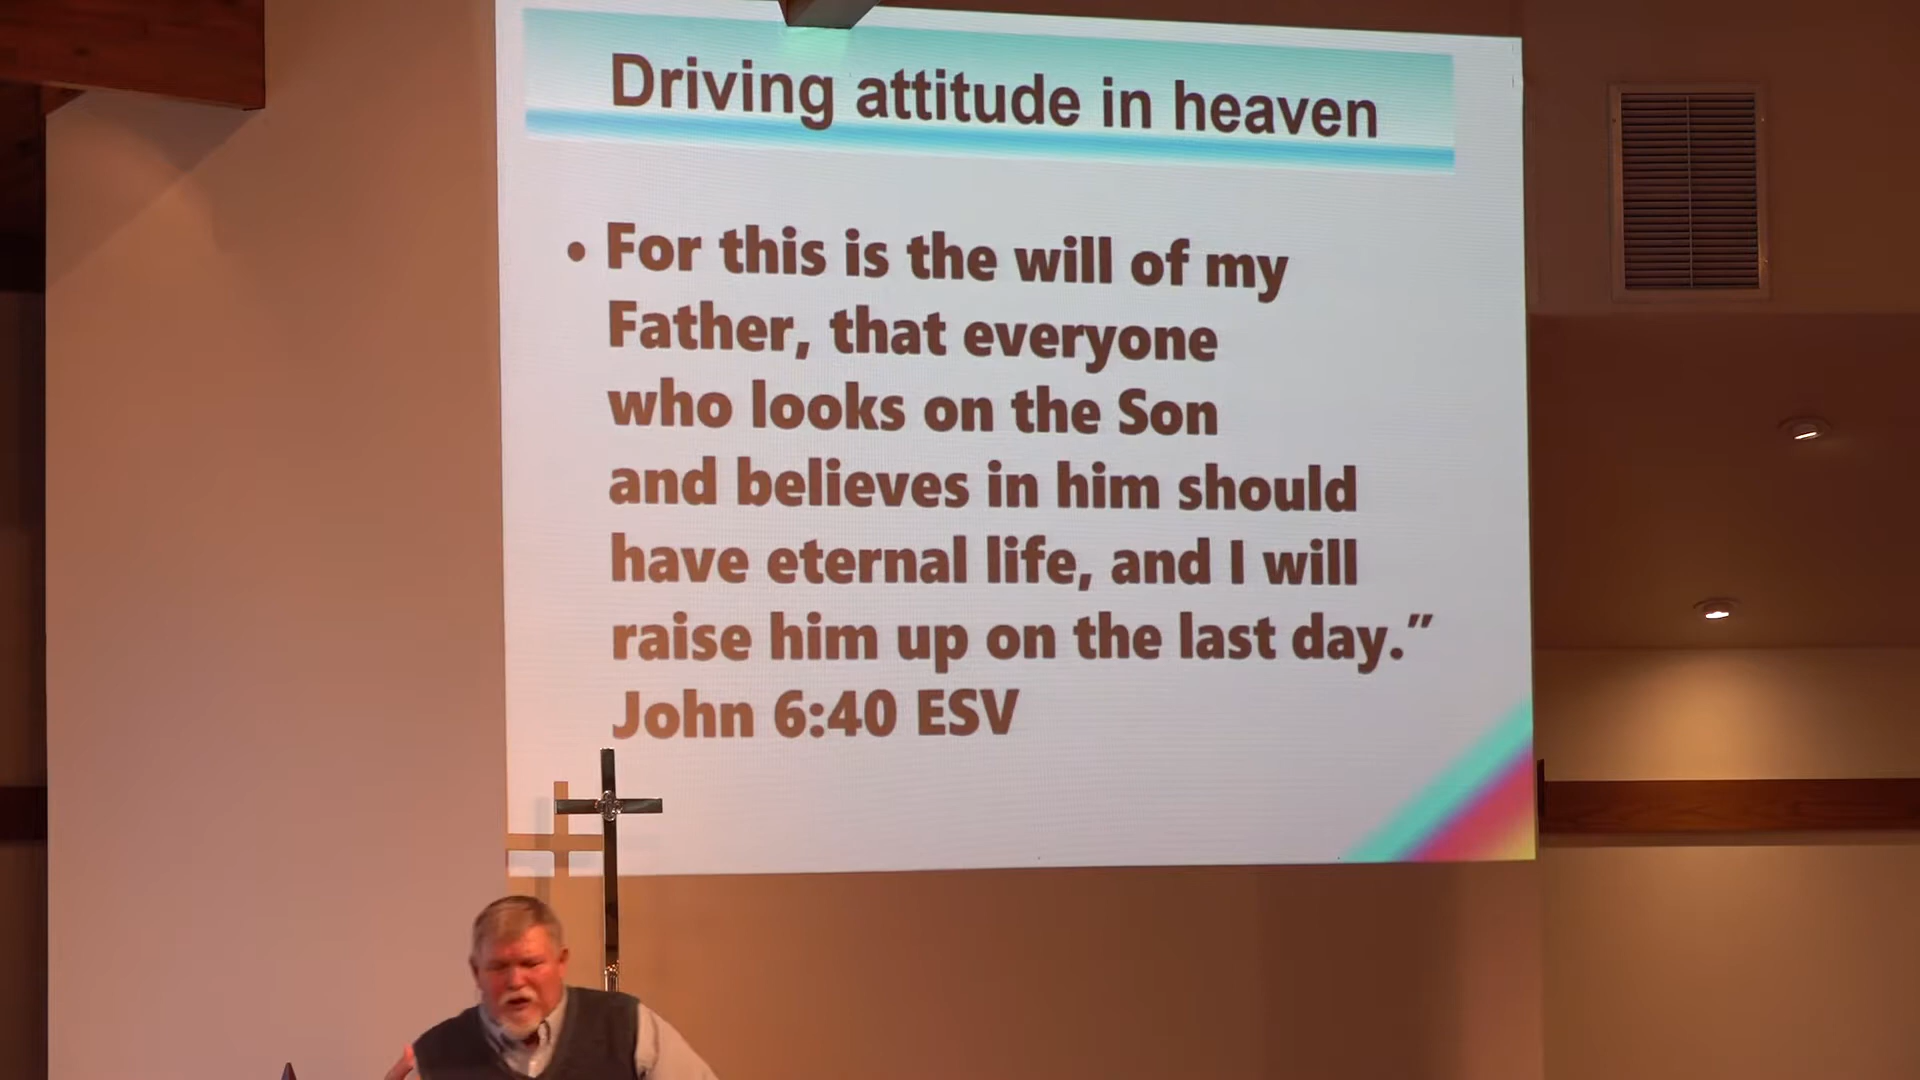 Driving attitude in heaven
• For this is the will of my
Father, that everyone
who looks on the Son
and believes in him should
have eternal life, and I will
raise him up on the last day.”
John 6:40 ESV